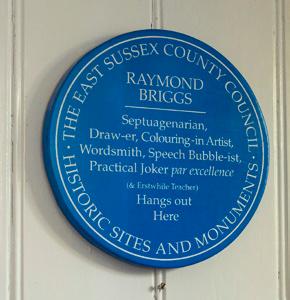 · THE EAST SUSSEX COUNTY COUNCIL ·
RAYMOND
BRIGGS
Septuagenarian,
Draw-er, Colouring-in Artist,
Wordsmith, Speech Bubble-ist,
Practical Joker par excellence
(& Erstwhile Teacher)
Hangs out
Here
HISTORIC SITES AND MONUMENTS